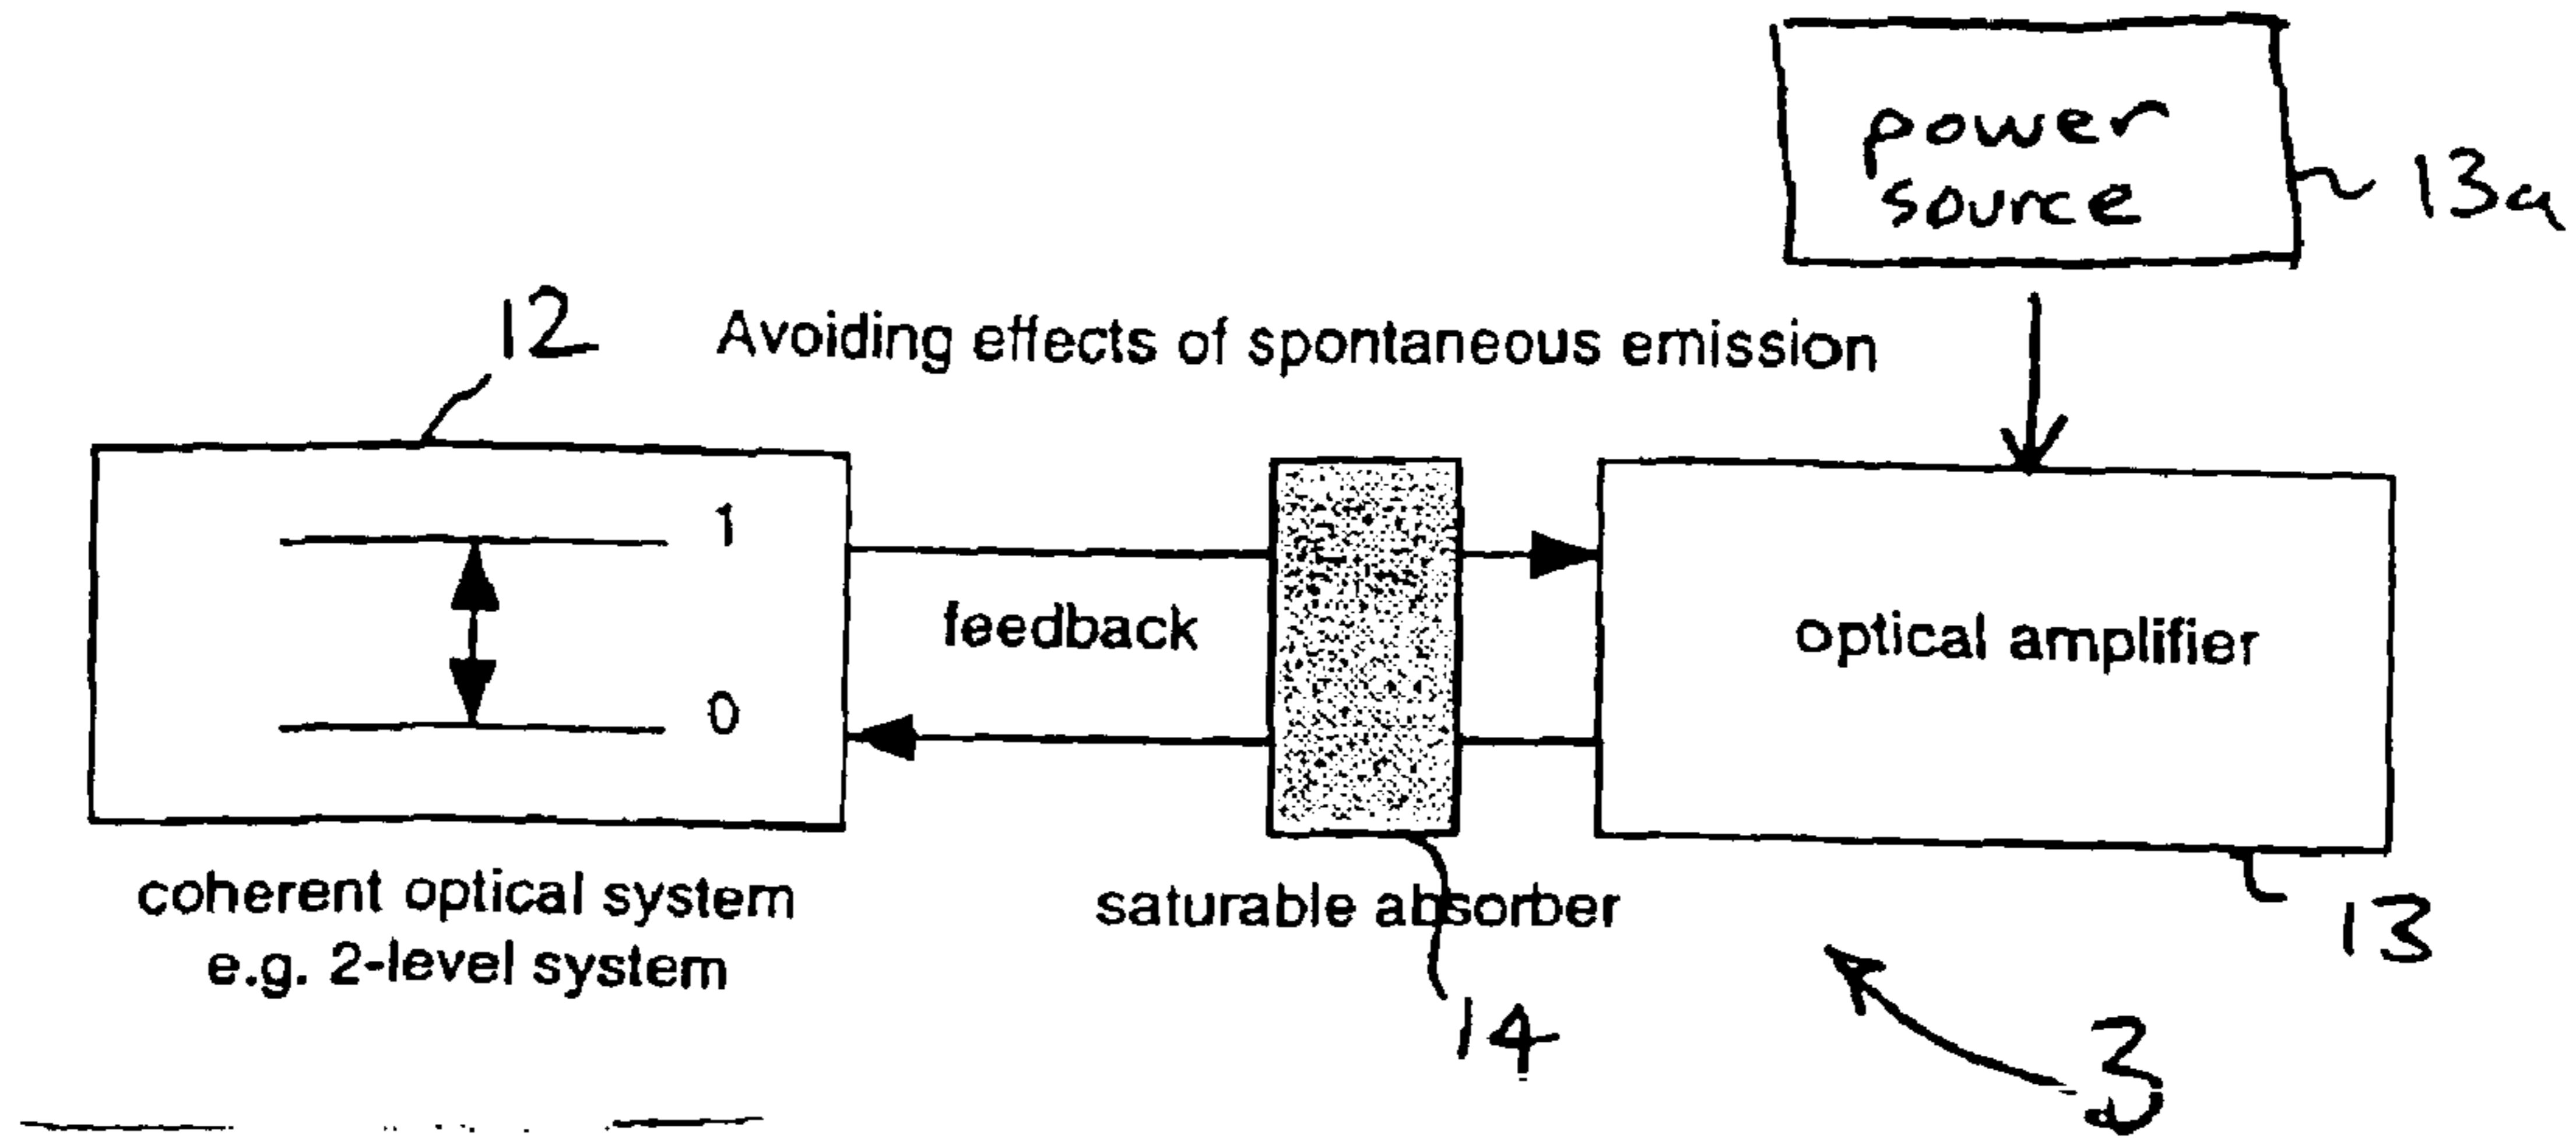 power
source
13a
12
Avoiding effects of spontaneous emission
1
feedback
optical amplifier
0
coherent optical system
e.g. 2-level system
saturable absorber
13
14
3